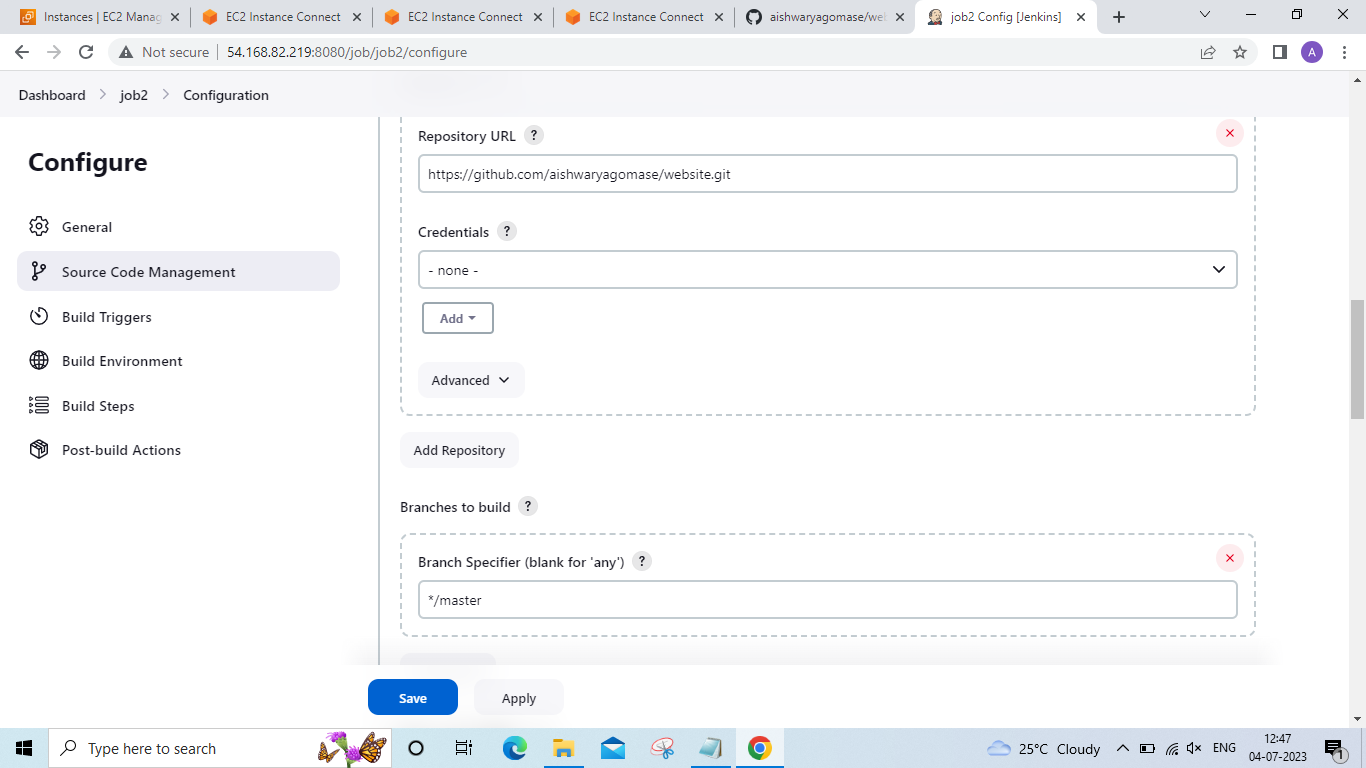 Instances | EC2 Manag
EC2 Instance Connect
EC2 Instance Connect
EC2 Instance Connect
aishwaryagomase/web
job2 Config [Jenkins]
Not secure
54.168.82.219:8080/job/job2/configure
A
Dashboard
job2
Configuration
Configure
General
Source Code Management
Build Triggers
Build Environment
Build Steps
Post-build Actions
Repository URL ?
https://github.com/aishwaryagomase/website.git
Credentials ?
- none -
Add
Advanced
Add Repository
Branches to build ?
Branch Specifier (blank for 'any') ?
*/master
Save
Apply
Type here to search
25°C Cloudy
ENG
12:47
04-07-2023
1